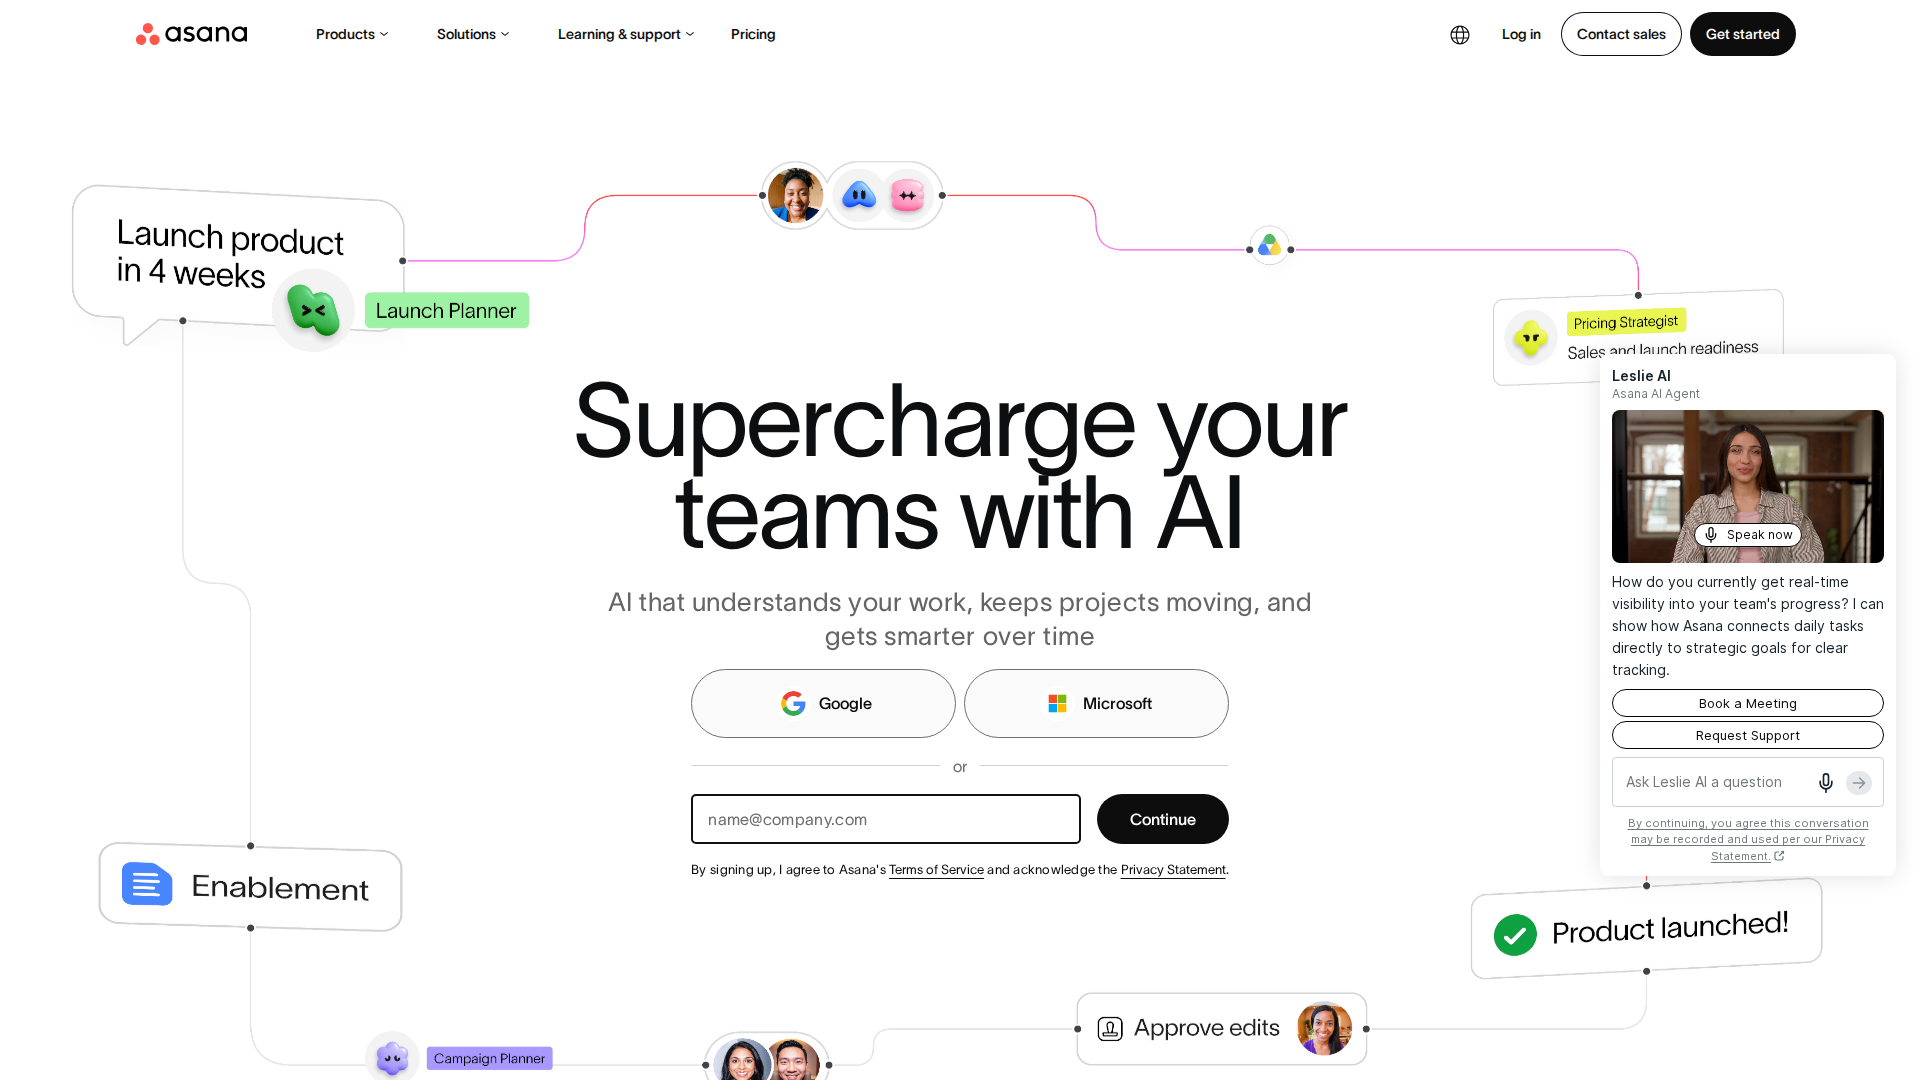 asana
Products
Solutions
Learning & support
Pricing
Log in
Contact sales
Get started
Launch product
in 4 weeks
Launch Planner
Pricing Strategist
Sales and launch readiness
Supercharge your
teams with AI
AI that understands your work, keeps projects moving, and
gets smarter over time
Google
Microsoft
or
name@company.com
Continue
By signing up, I agree to Asana's Terms of Service and acknowledge the Privacy Statement.
Leslie AI
Asana AI Agent
Speak now
How do you currently get real-time
visibility into your team's progress? I can
show how Asana connects daily tasks
directly to strategic goals for clear
tracking.
Book a Meeting
Request Support
Ask Leslie AI a question
By continuing, you agree this conversation
may be recorded and used per our Privacy
Statement.
Enablement
Product launched!
Approve edits
Campaign Planner